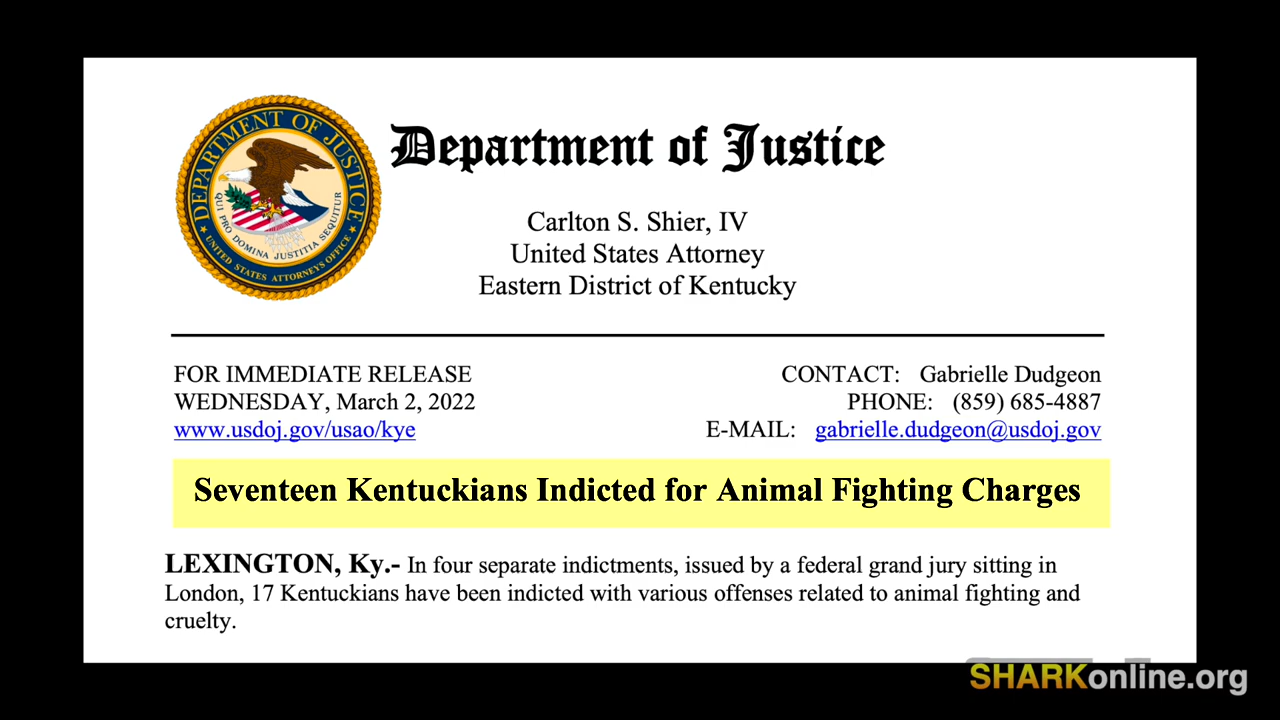 DEPARTMENT OF JUSTICE
QUI PRO DOMINA JUSTITIA SEQUITUR
UNITED STATES ATTORNEYS OFFICE
Department of Justice
Carlton S. Shier, IV
United States Attorney
Eastern District of Kentucky
FOR IMMEDIATE RELEASE
CONTACT: Gabrielle Dudgeon
WEDNESDAY, March 2, 2022
PHONE: (859) 685-4887
www.usdoj.gov/usao/kye
E-MAIL: gabrielle.dudgeon@usdoj.gov
Seventeen Kentuckians Indicted for Animal Fighting Charges
LEXINGTON, Ky.- In four separate indictments, issued by a federal grand jury sitting in
London, 17 Kentuckians have been indicted with various offenses related to animal fighting and
cruelty.
SHARKonline.org